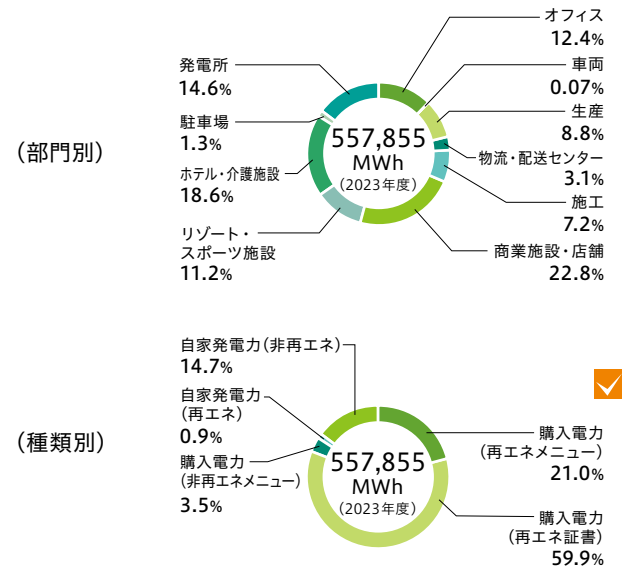 (部門別)
557,855
MWh
(2023年度)
オフィス
12.4%
車両
0.07%
生産
8.8%
物流・配送センター
3.1%
施工
7.2%
商業施設・店舗
22.8%
リゾート・
スポーツ施設
11.2%
ホテル・介護施設
18.6%
駐車場
1.3%
発電所
14.6%
(種類別)
557,855
MWh
(2023年度)
購入電力
(再エネメニュー)
21.0%
購入電力
(再エネ証書)
59.9%
購入電力
(非再エネメニュー)
3.5%
自家発電力
(再エネ)
0.9%
自家発電力(非再エネ)
14.7%